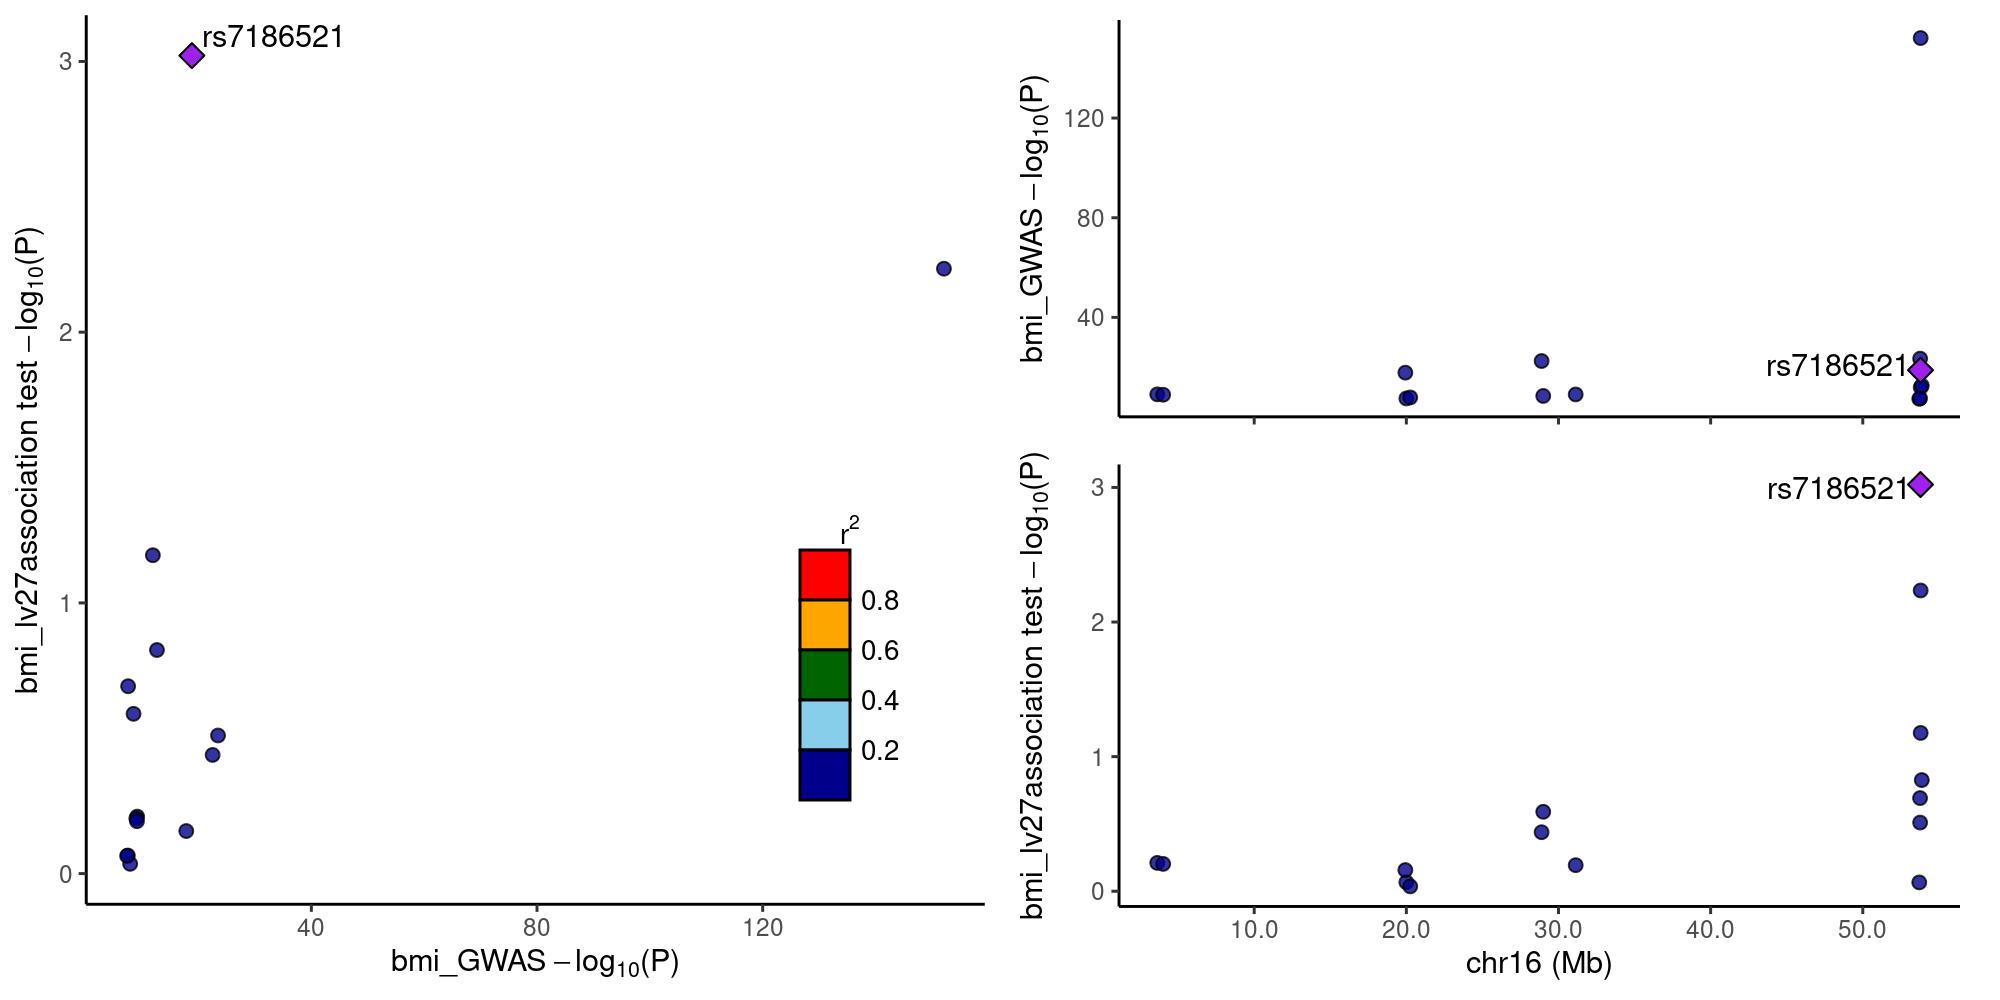 rs7186521
3
2
1
0
bmi_lv27association test −log10(P)
40
80
120
bmi_GWAS −log10(P)
r2
0.8
0.6
0.4
0.2
120
80
40
bmi_GWAS −log10(P)
rs7186521
3
2
1
0
bmi_lv27association test −log10(P)
rs7186521
10.0
20.0
30.0
40.0
50.0
chr16 (Mb)